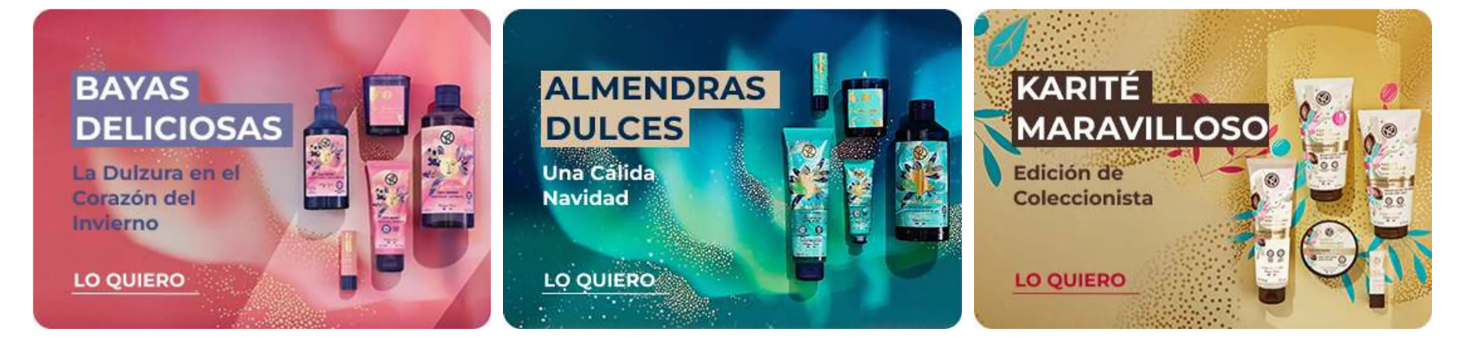 BAYAS
DELICIOSAS
La Dulzura en el
Corazón del
Invierno
LO QUIERO
ALMENDRAS
DULCES
Una Cálida
Navidad
LO QUIERO
KARITÉ
MARAVILLOSO
Edición de
Coleccionista
LO QUIERO